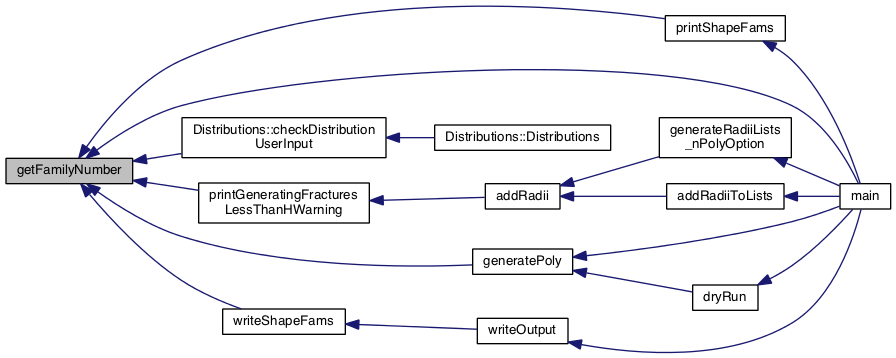 printShapeFams
Distributions::checkDistribution
UserInput
Distributions::Distributions
generateRadiiLists
_nPolyOption
getFamilyNumber
printGeneratingFractures
LessThanHWarning
addRadii
addRadiiToLists
main
generatePoly
dryRun
writeShapeFams
writeOutput